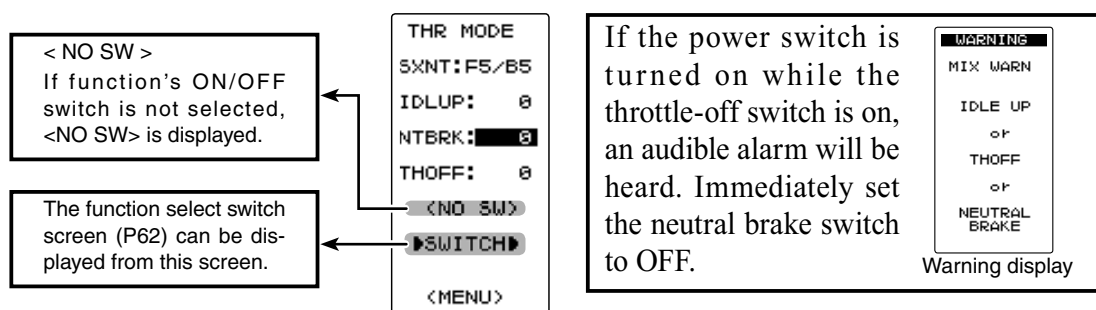 < NO SW >
If function's ON/OFF
switch is not selected,
<NO SW> is displayed.
The function select switch
screen (P62) can be dis-
played from this screen.
THR MODE
SXNT:F5/B5
IDLUP: 0
NTBRK: 0
THOFF: 0
<NO SW>
SWITCH
<MENU>
If the power switch is
turned on while the
throttle-off switch is on,
an audible alarm will be
heard. Immediately set
the neutral brake switch
to OFF.
WARNING
MIX WARN
IDLE UP
or
THOFF
or
NEUTRAL
BRAKE
Warning display